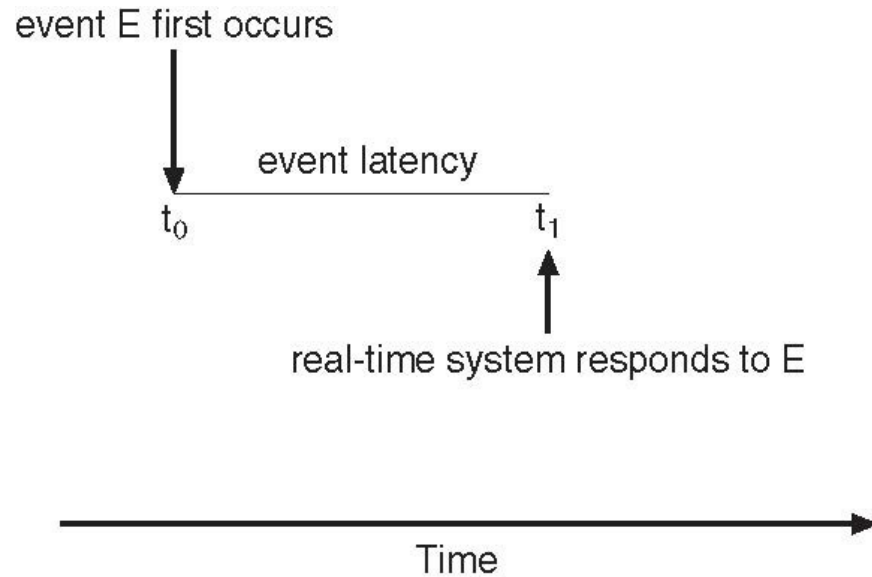 event E first occurs
event latency
t₀
t₁
real-time system responds to E
Time